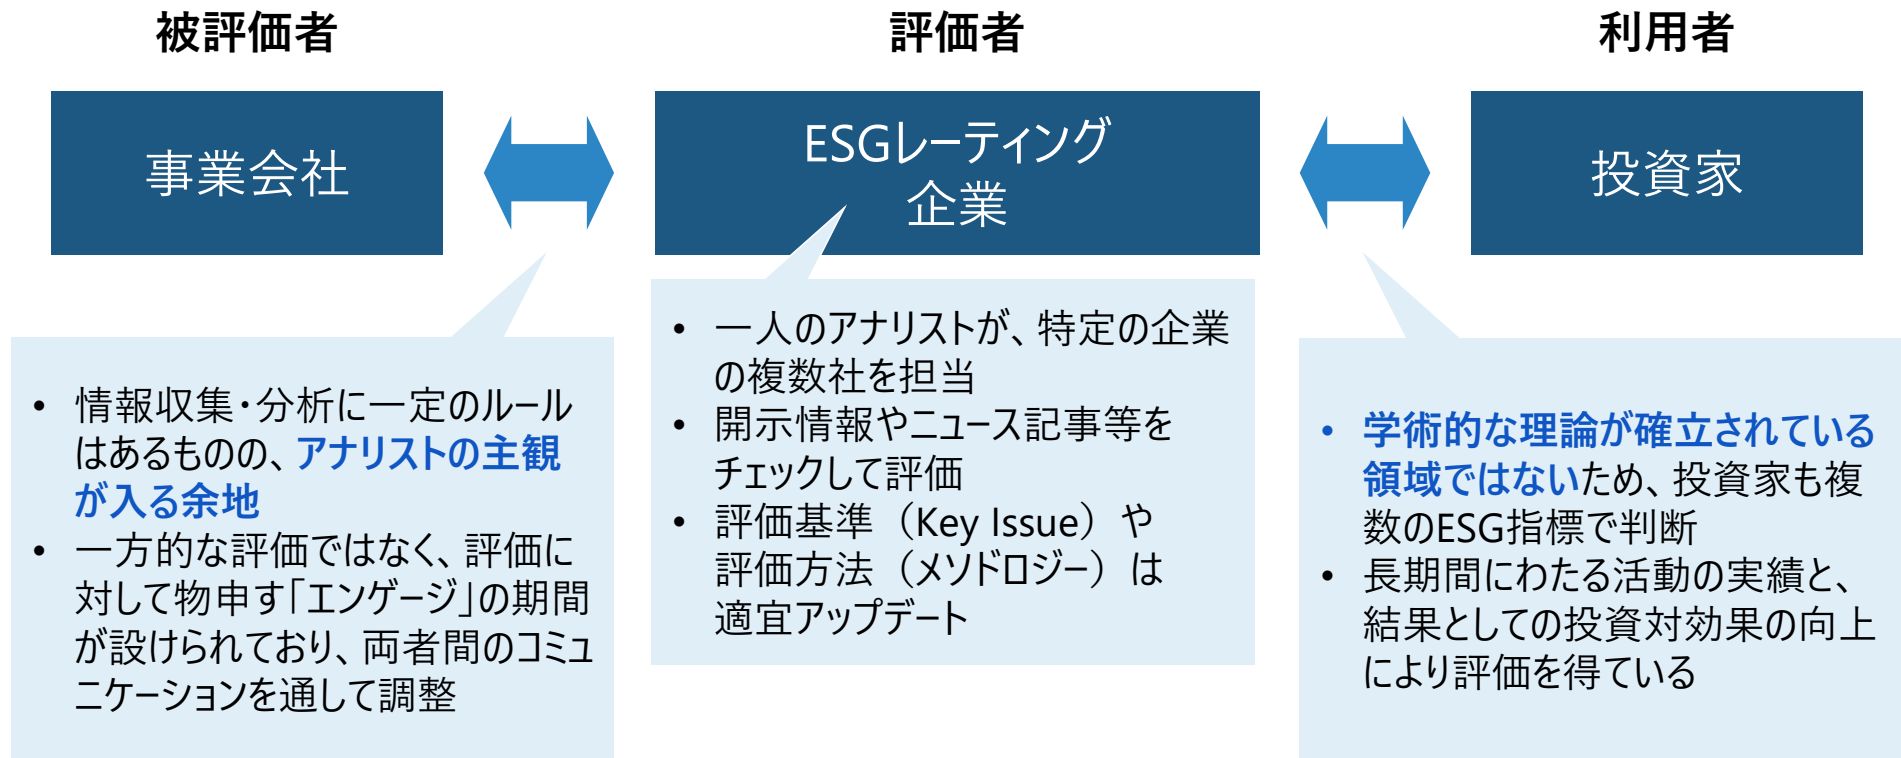 被評価者
評価者
利用者
事業会社
ESGレーティング
企業
投資家
• 情報収集・分析に一定のルール
はあるものの、アナリストの主観
が入る余地
• 一方的な評価ではなく、評価に
対して物申す「エンゲージ」の期間
が設けられており、両者間のコミュ
ニケーションを通して調整
• 一人のアナリストが、特定の企業
の複数社を担当
• 開示情報やニュース記事等を
チェックして評価
• 評価基準（Key Issue）や
評価方法（メソドロジー）は
適宜アップデート
• 学術的な理論が確立されている
領域ではないため、投資家も複
数のESG指標で判断
• 長期間にわたる活動の実績と、
結果としての投資対効果の向上
により評価を得ている